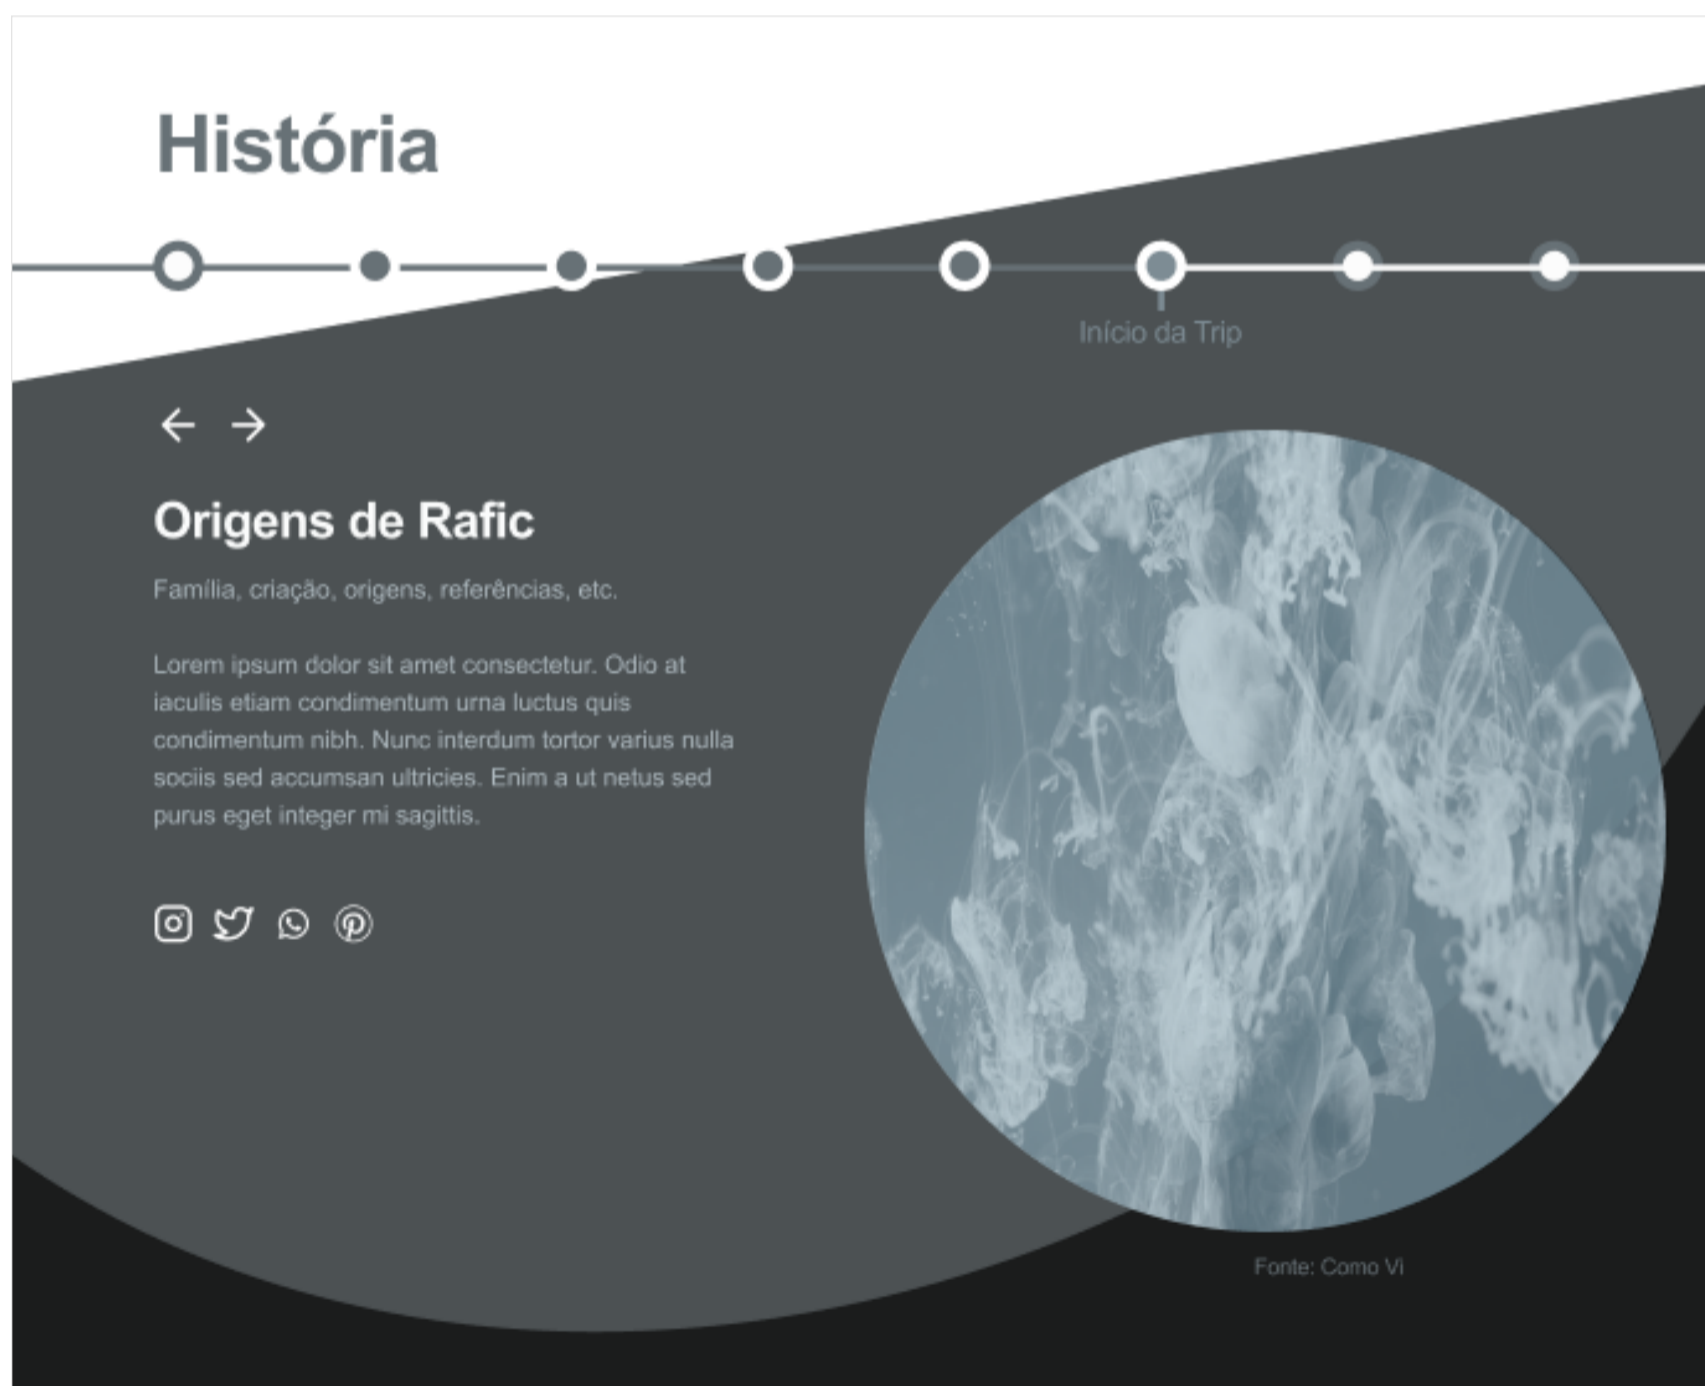 História
Início da Trip
Origens de Rafic
Família, criação, origens, referências, etc.
Lorem ipsum dolor sit amet consectetur. Odio at
iaculis etiam condimentum urna luctus quis
condimentum nibh. Nunc interdum tortor varius nulla
sociis sed accumsan ultricies. Enim a ut netus sed
purus eget integer mi sagittis.
Fonte: Como Vi